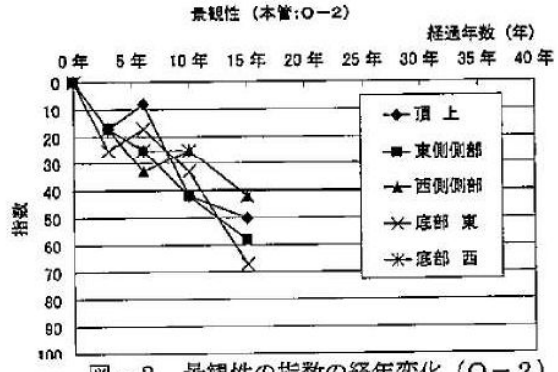 景観性 (本管:O－2)
経過年数 (年)
0年 5年 10年 15年 20年 25年 30年 35年 40年
0
10
20
30
40
50
60
70
80
90
100
指数
頂 上
東側側部
西側側部
底部 東
底部 西
図－2 景観性の指数の経年変化 (O－2)